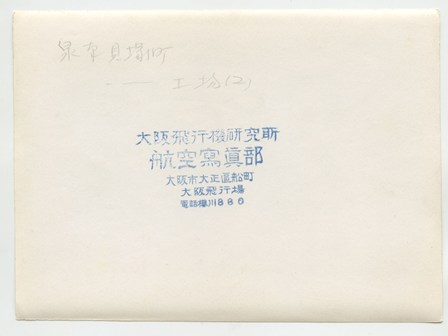 泉南貝塲町
工場(2)
大阪飛行機研究所
航空寫眞部
大阪市大正區船町
大阪飛行場
電話櫻川886